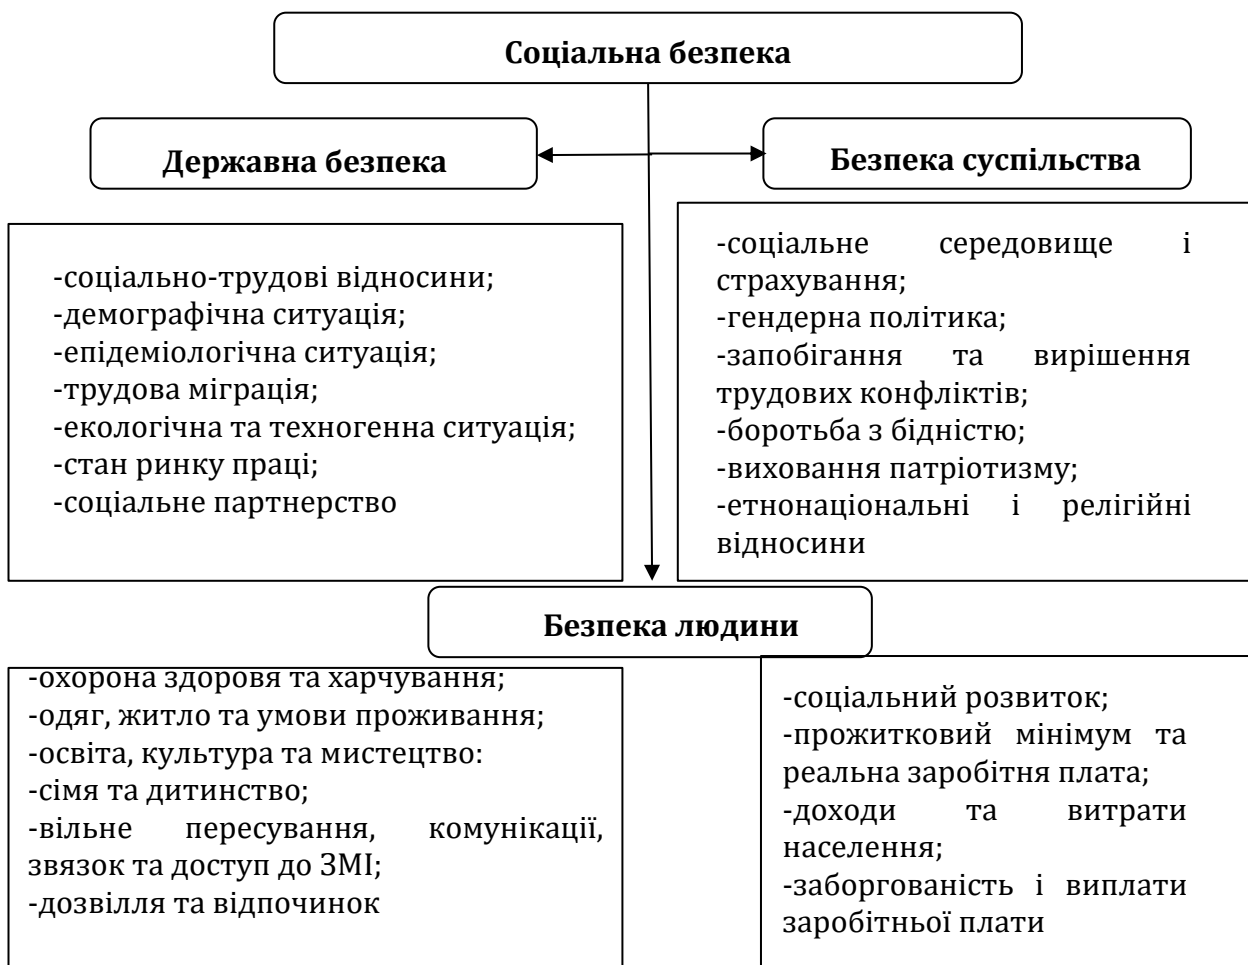 Соціальна безпека
Державна безпека
Безпека суспільства
-соціально-трудові відносини;
-демографічна ситуація;
-епідеміологічна ситуація;
-трудова міграція;
-екологічна та техногенна ситуація;
-стан ринку праці;
-соціальне партнерство
-соціальне середовище і
страхування;
-гендерна політика;
-запобігання та вирішення
трудових конфліктів;
-боротьба з бідністю;
-виховання патріотизму;
-етнонаціональні і релігійні
відносини
Безпека людини
-охорона здоровя та харчування;
-одяг, житло та умови проживання;
-освіта, культура та мистецтво:
-сімя та дитинство;
-вільне пересування, комунікації,
звязок та доступ до ЗМІ;
-дозвілля та відпочинок
-соціальний розвиток;
-прожитковий мінімум та
реальна заробітня плата;
-доходи та витрати
населення;
-заборгованість і виплати
заробітньої плати